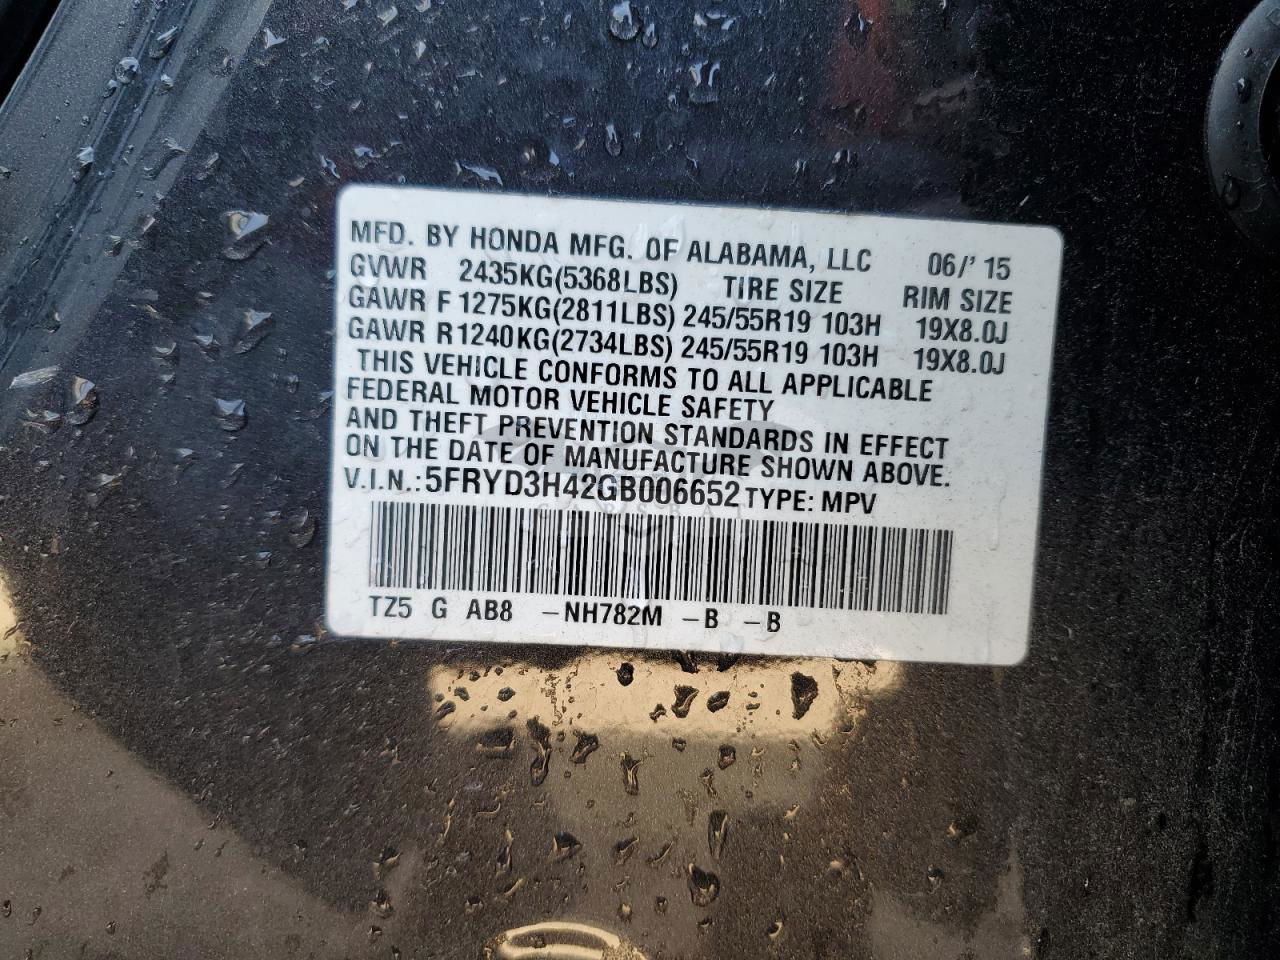 MFD. BY HONDA MFG. OF ALABAMA, LLC 06/' 15
GVWR 2435KG(5368LBS) TIRE SIZE RIM SIZE
GAWR F 1275KG(2811LBS) 245/55R19 103H 19X8.0J
GAWR R1240KG(2734LBS) 245/55R19 103H 19X8.0J
THIS VEHICLE CONFORMS TO ALL APPLICABLE
FEDERAL MOTOR VEHICLE SAFETY
AND THEFT PREVENTION STANDARDS IN EFFECT
ON THE DATE OF MANUFACTURE SHOWN ABOVE.
V.I.N.: 5FRYD3H42GB006652 TYPE: MPV
TZ5 G AB8 –NH782M –B –B